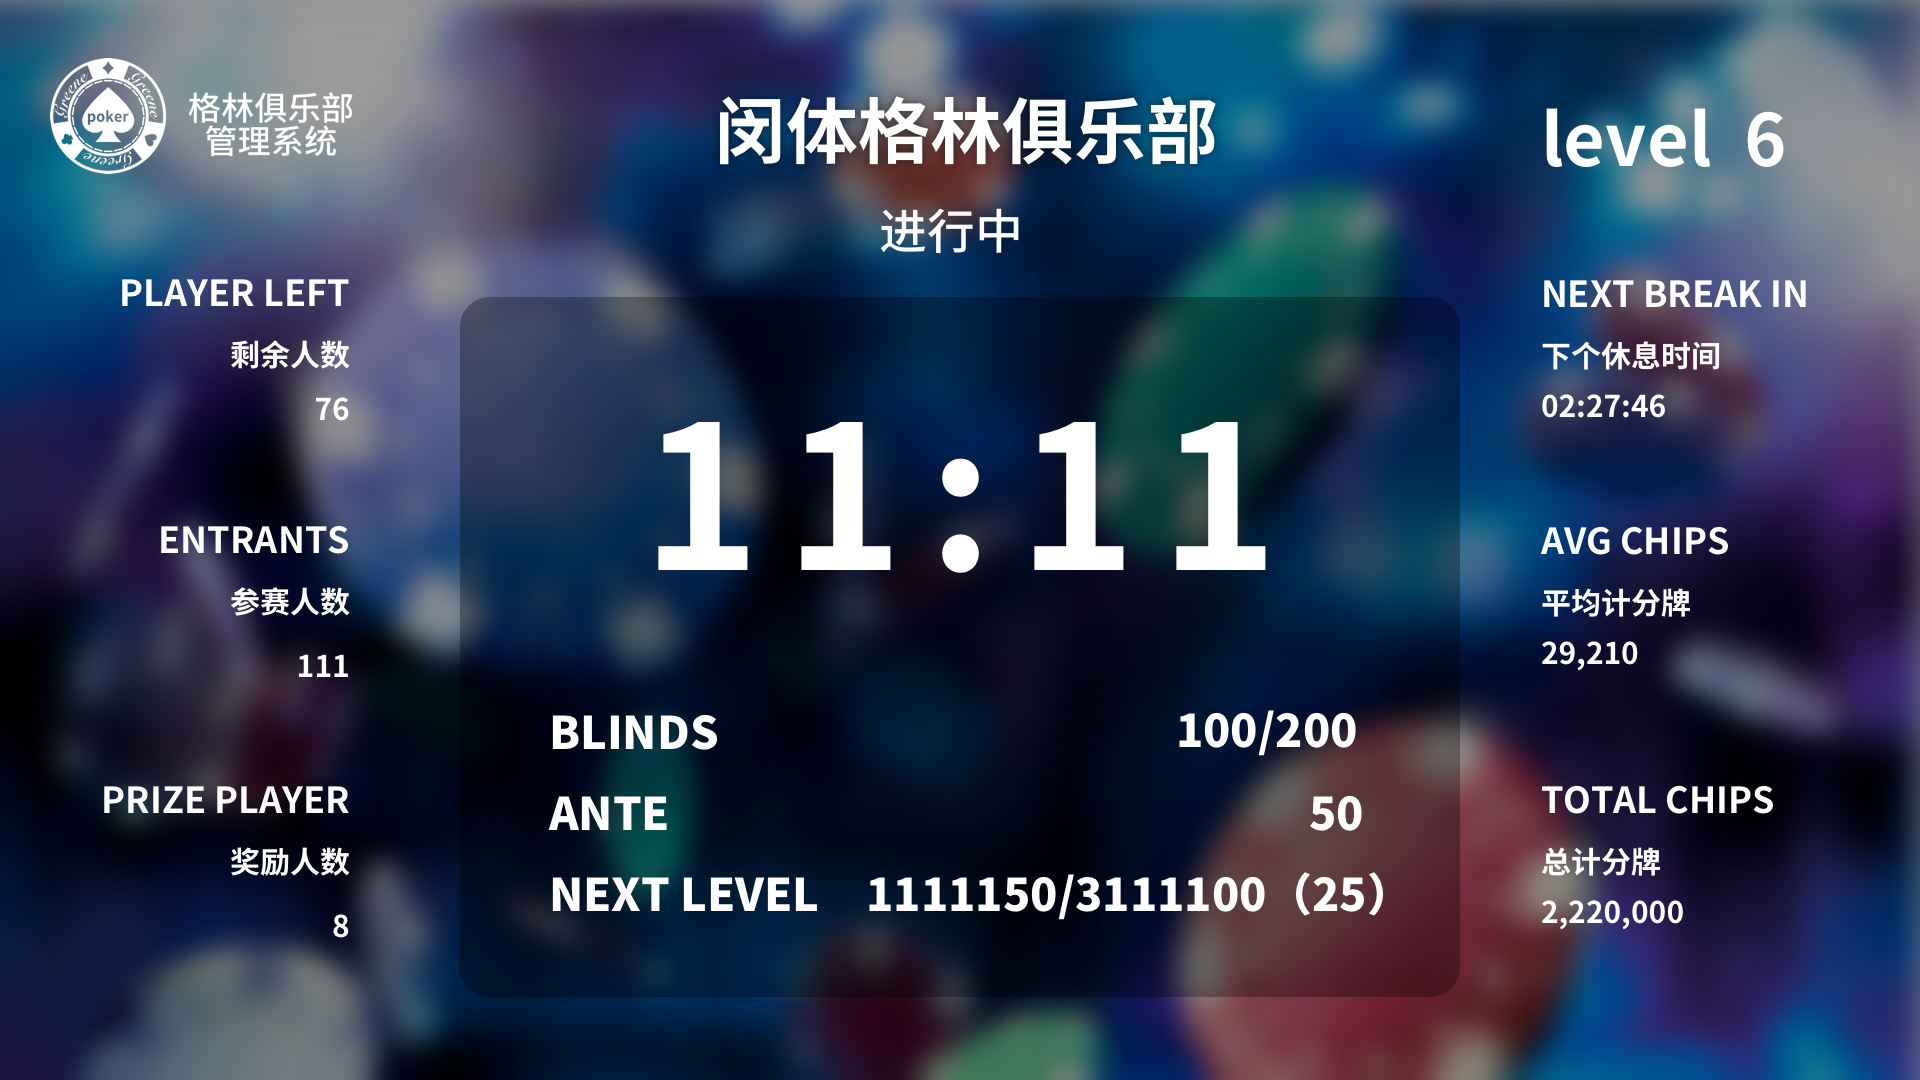 Greene
Greene
poker
Greene
格林俱乐部
管理系统
闵体格林俱乐部
进行中
level 6
PLAYER LEFT
剩余人数
76
ENTRANTS
参赛人数
111
PRIZE PLAYER
奖励人数
8
11:11
BLINDS 100/200
ANTE 50
NEXT LEVEL 1111150/3111100（25）
NEXT BREAK IN
下个休息时间
02:27:46
AVG CHIPS
平均计分牌
29,210
TOTAL CHIPS
总计分牌
2,220,000